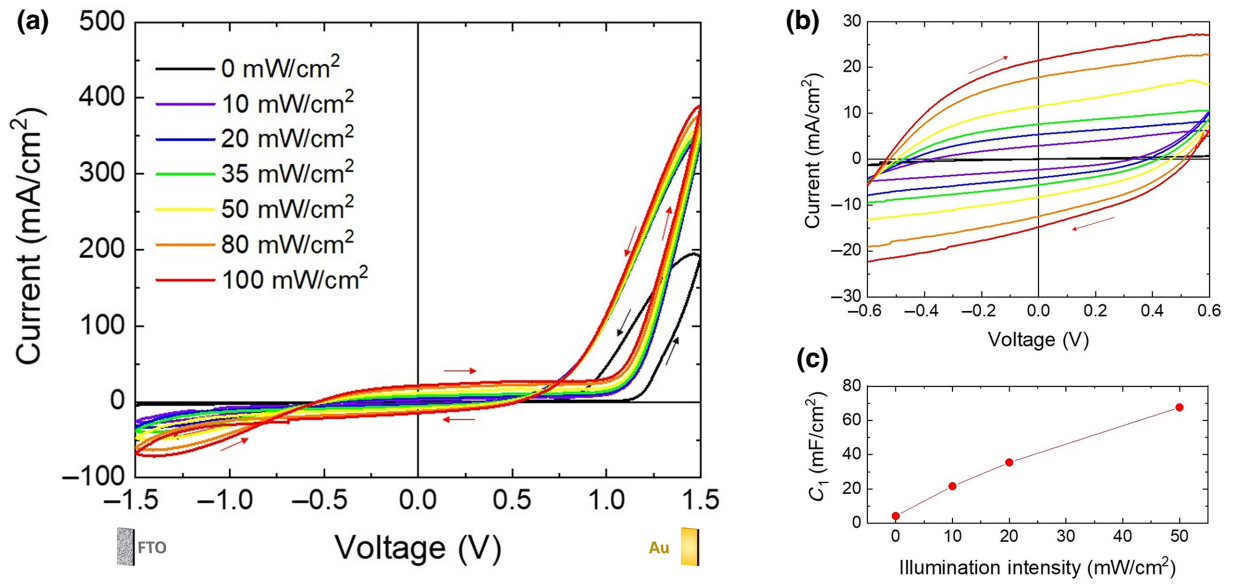 (a)
500
400
300
200
100
0
–100
Current (mA/cm²)
0 mW/cm²
10 mW/cm²
20 mW/cm²
35 mW/cm²
50 mW/cm²
80 mW/cm²
100 mW/cm²
–1.5 –1.0 –0.5 0.0 0.5 1.0 1.5
FTO Voltage (V) Au
(b)
30
20
10
0
–10
–20
–30
Current (mA/cm²)
–0.6 –0.4 –0.2 0.0 0.2 0.4 0.6
Voltage (V)
(c)
80
60
40
20
0
C₁ (mF/cm²)
0 10 20 30 40 50
Illumination intensity (mW/cm²)